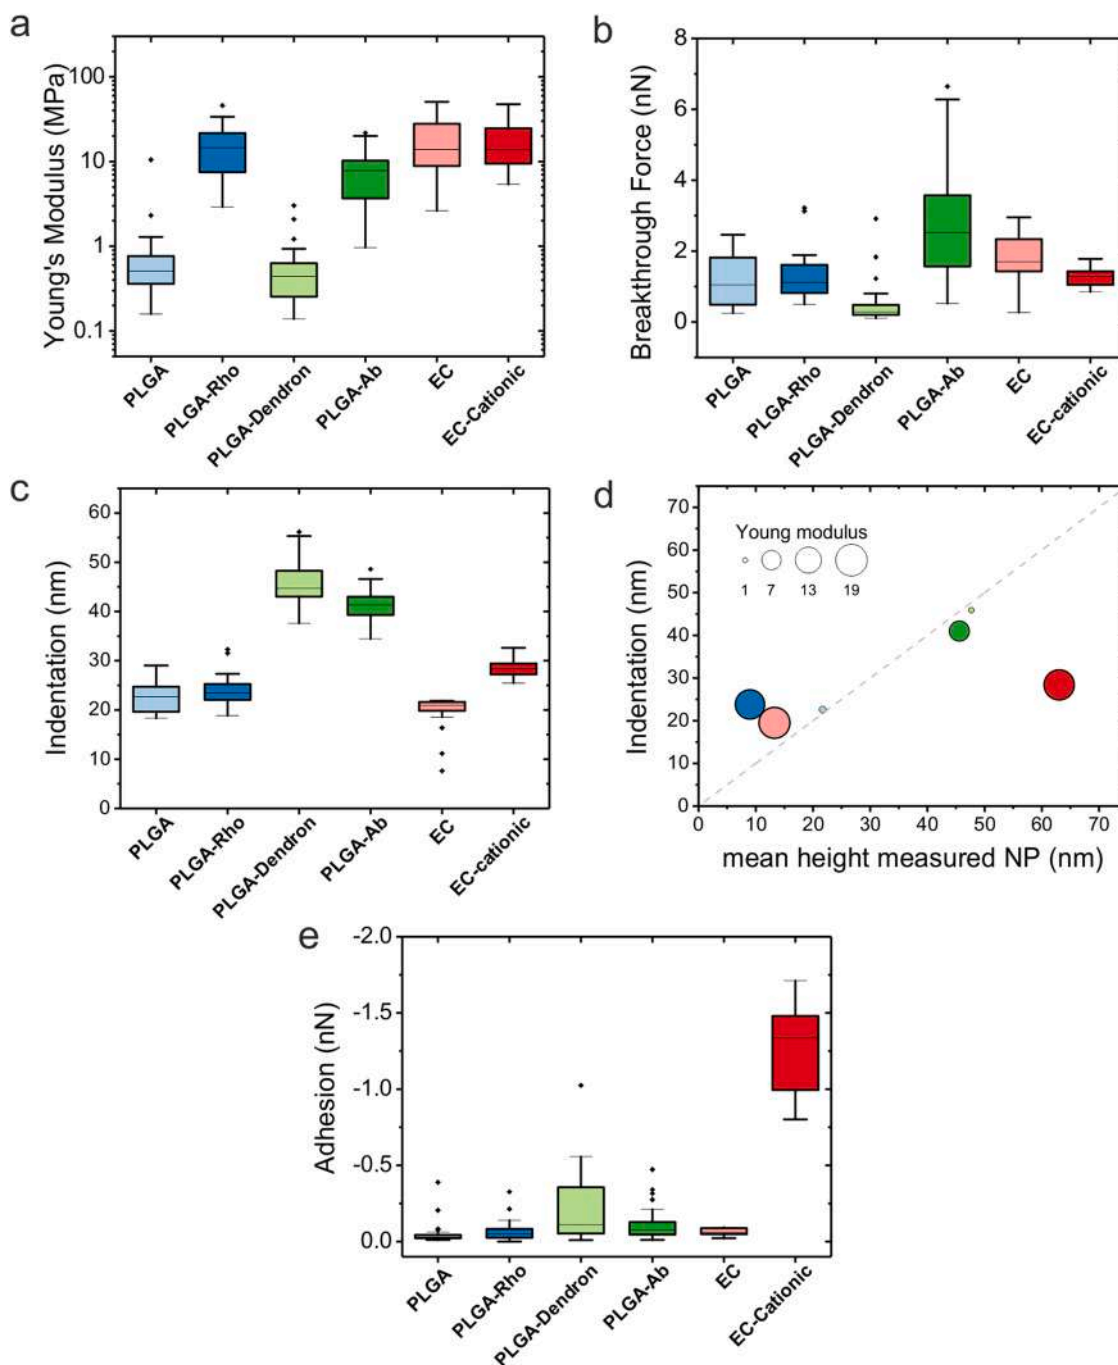 a
Young's Modulus (MPa)
100
10
1
0.1
PLGA
PLGA-Rho
PLGA-Dendron
PLGA-Ab
EC
EC-Cationic
b
Breakthrough Force (nN)
8
6
4
2
0
PLGA
PLGA-Rho
PLGA-Dendron
PLGA-Ab
EC
EC-cationic
c
Indentation (nm)
60
50
40
30
20
10
0
PLGA
PLGA-Rho
PLGA-Dendron
PLGA-Ab
EC
EC-cationic
d
Indentation (nm)
70
60
50
40
30
20
10
0
Young modulus
1 7 13 19
0 10 20 30 40 50 60 70
mean height measured NP (nm)
e
Adhesion (nN)
-2.0
-1.5
-1.0
-0.5
0.0
PLGA
PLGA-Rho
PLGA-Dendron
PLGA-Ab
EC
EC-Cationic